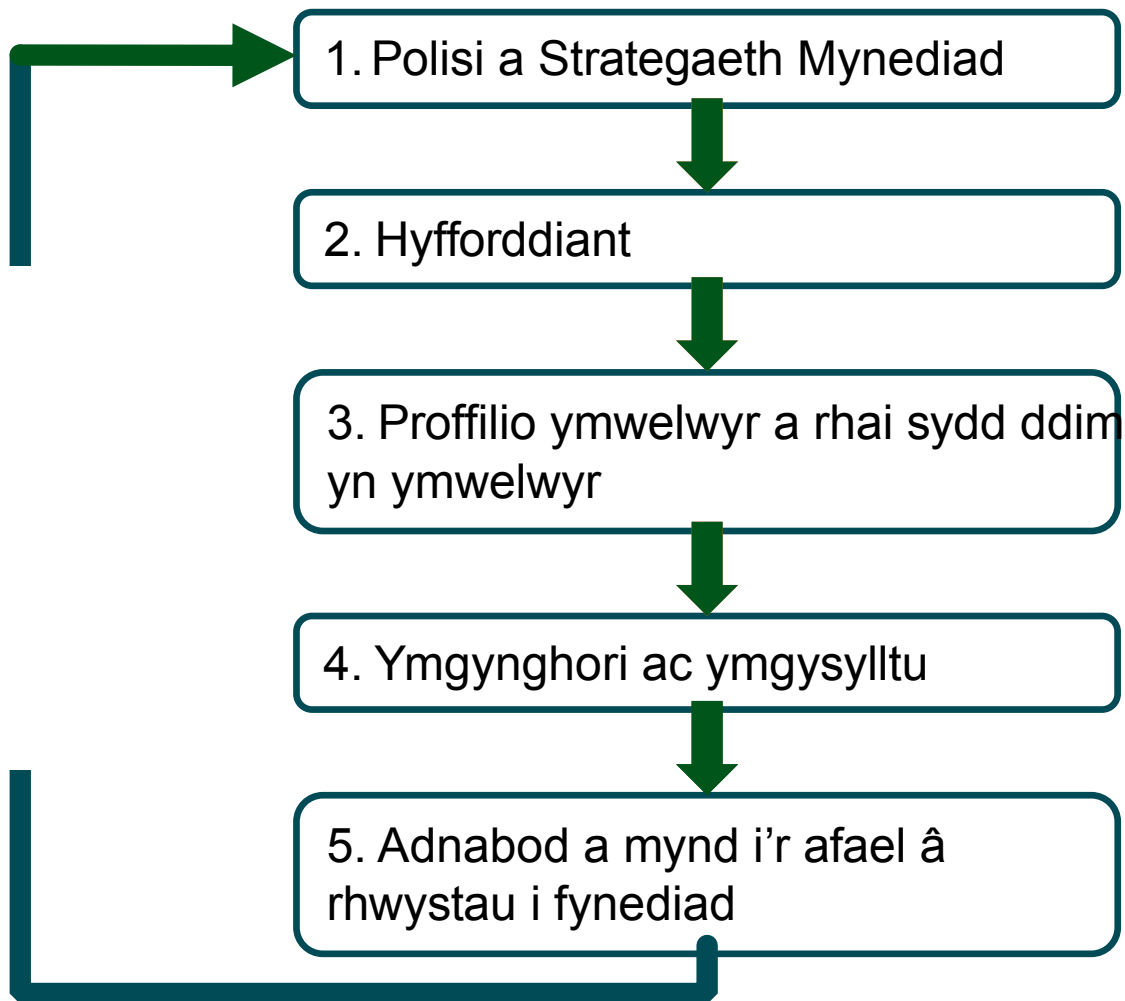 1. Polisi a Strategaeth Mynediad
2. Hyfforddiant
3. Proffilio ymwelwyr a rhai sydd ddim
yn ymwelwyr
4. Ymgynghori ac ymgysylltu
5. Adnabod a mynd i’r afael â
rhwystau i fynediad